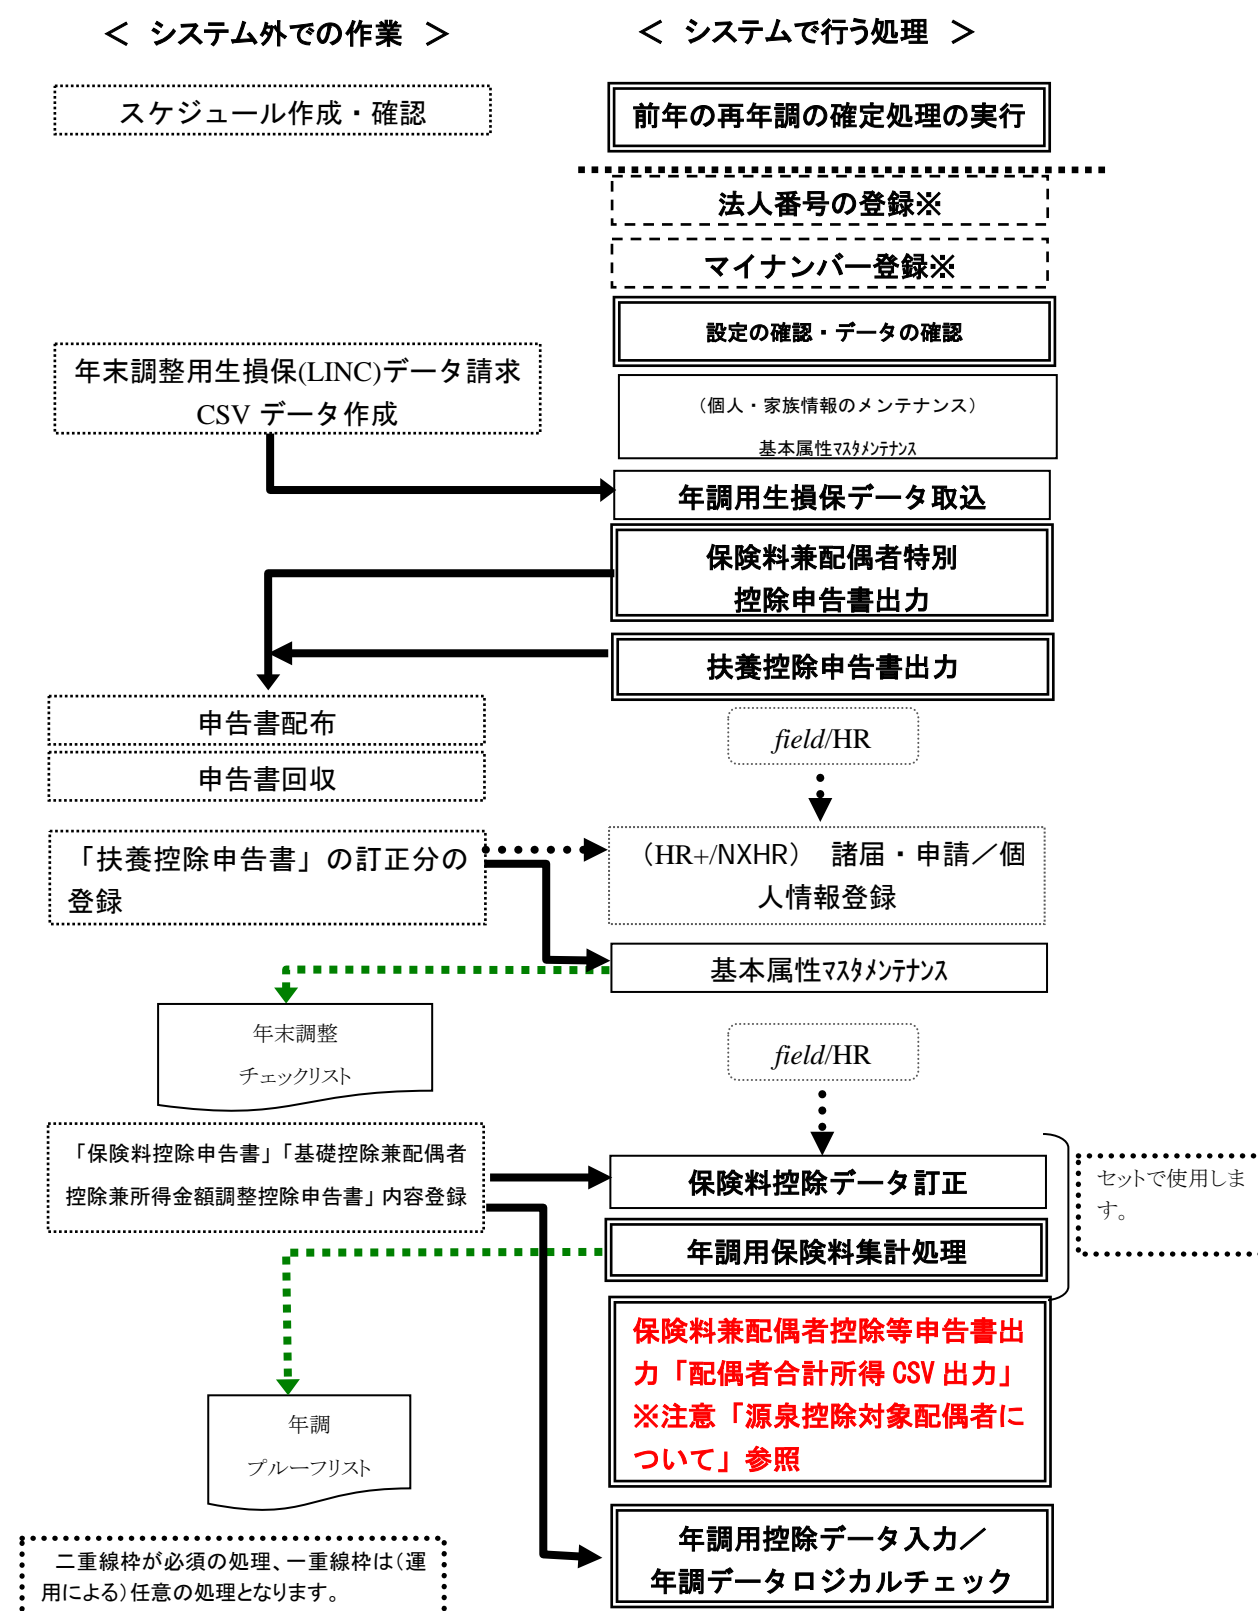 ＜ システム外での作業 ＞
＜ システムで行う処理 ＞
スケジュール作成・確認
前年の再年調の確定処理の実行
法人番号の登録※
マイナンバー登録※
設定の確認・データの確認
年末調整用生損保(LINC)データ請求
CSV データ作成
（個人・家族情報のメンテナンス）
基本属性ﾏｽﾀﾒﾝﾃﾅﾝｽ
年調用生損保データ取込
保険料兼配偶者特別
控除申告書出力
扶養控除申告書出力
申告書配布
field/HR
申告書回収
「扶養控除申告書」の訂正分の
登録
（HR+/NXHR） 諸届・申請／個
人情報登録
基本属性ﾏｽﾀﾒﾝﾃﾅﾝｽ
年末調整
チェックリスト
field/HR
「保険料控除申告書」「基礎控除兼配偶者
控除兼所得金額調整控除申告書」内容登録
保険料控除データ訂正
セットで使用しま
す。
年調用保険料集計処理
保険料兼配偶者控除等申告書出
力「配偶者合計所得 CSV 出力」
※注意「源泉控除対象配偶者に
ついて」参照
年調
プルーフリスト
年調用控除データ入力／
年調データロジカルチェック
二重線枠が必須の処理、一重線枠は（運
用による）任意の処理となります。